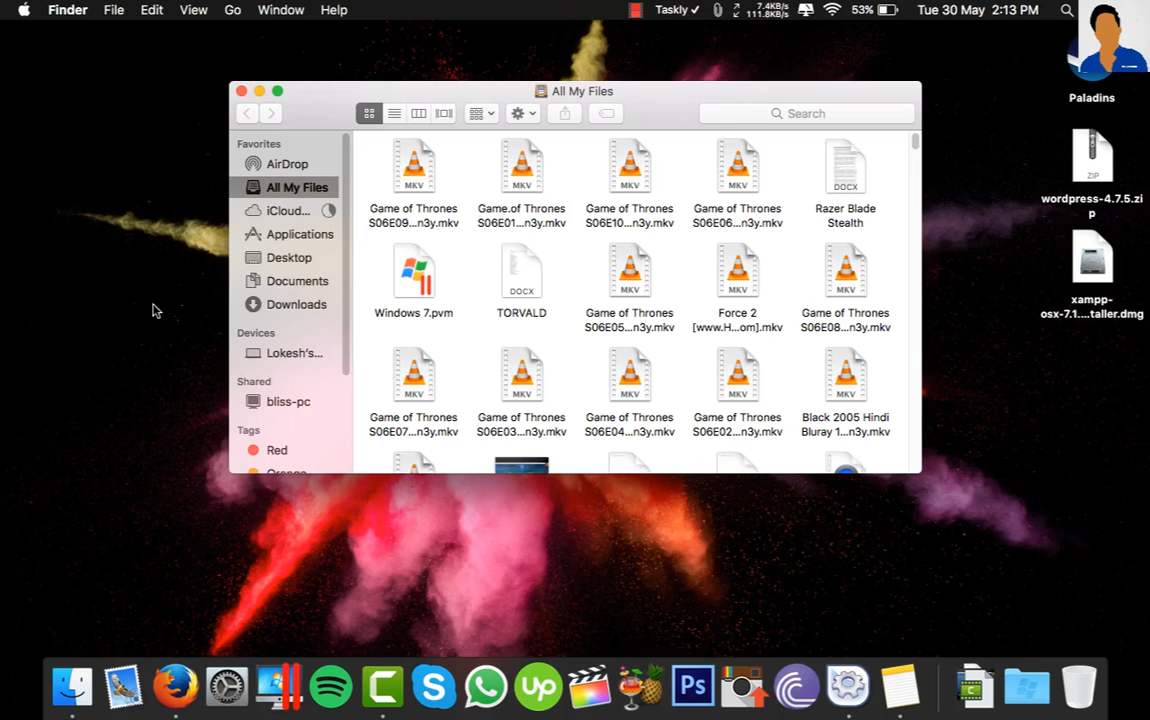 Finder File Edit View Go Window Help Taskly ✓ 7.4KB/s 111.8KB/s 53% Tue 30 May 2:13 PM
All My Files
Search
Favorites
AirDrop
All My Files
iCloud...
Applications
Desktop
Documents
Downloads
Devices
Lokesh's...
Shared
bliss-pc
Tags
Red
Orange
MKV MKV MKV MKV DOCX
Game of Thrones Game.of Thrones Game of Thrones Game of Thrones Razer Blade
S06E09...n3y.mkv S06E01...n3y.mkv S06E10...n3y.mkv S06E06...n3y.mkv Stealth
DOCX MKV MKV MKV
Windows 7.pvm TORVALD Game of Thrones Force 2 Game of Thrones
S06E05...n3y.mkv [www.H...om].mkv S06E08...n3y.mkv
MKV MKV MKV MKV MKV
Game of Thrones Game of Thrones Game of Thrones Game of Thrones Black 2005 Hindi
S06E07...n3y.mkv S06E03...n3y.mkv S06E04...n3y.mkv S06E02...n3y.mkv Bluray 1...n3y.mkv
Paladins
ZIP
wordpress-4.7.5.zi
p
xampp-
osx-7.1....taller.dmg
C S Up Ps C